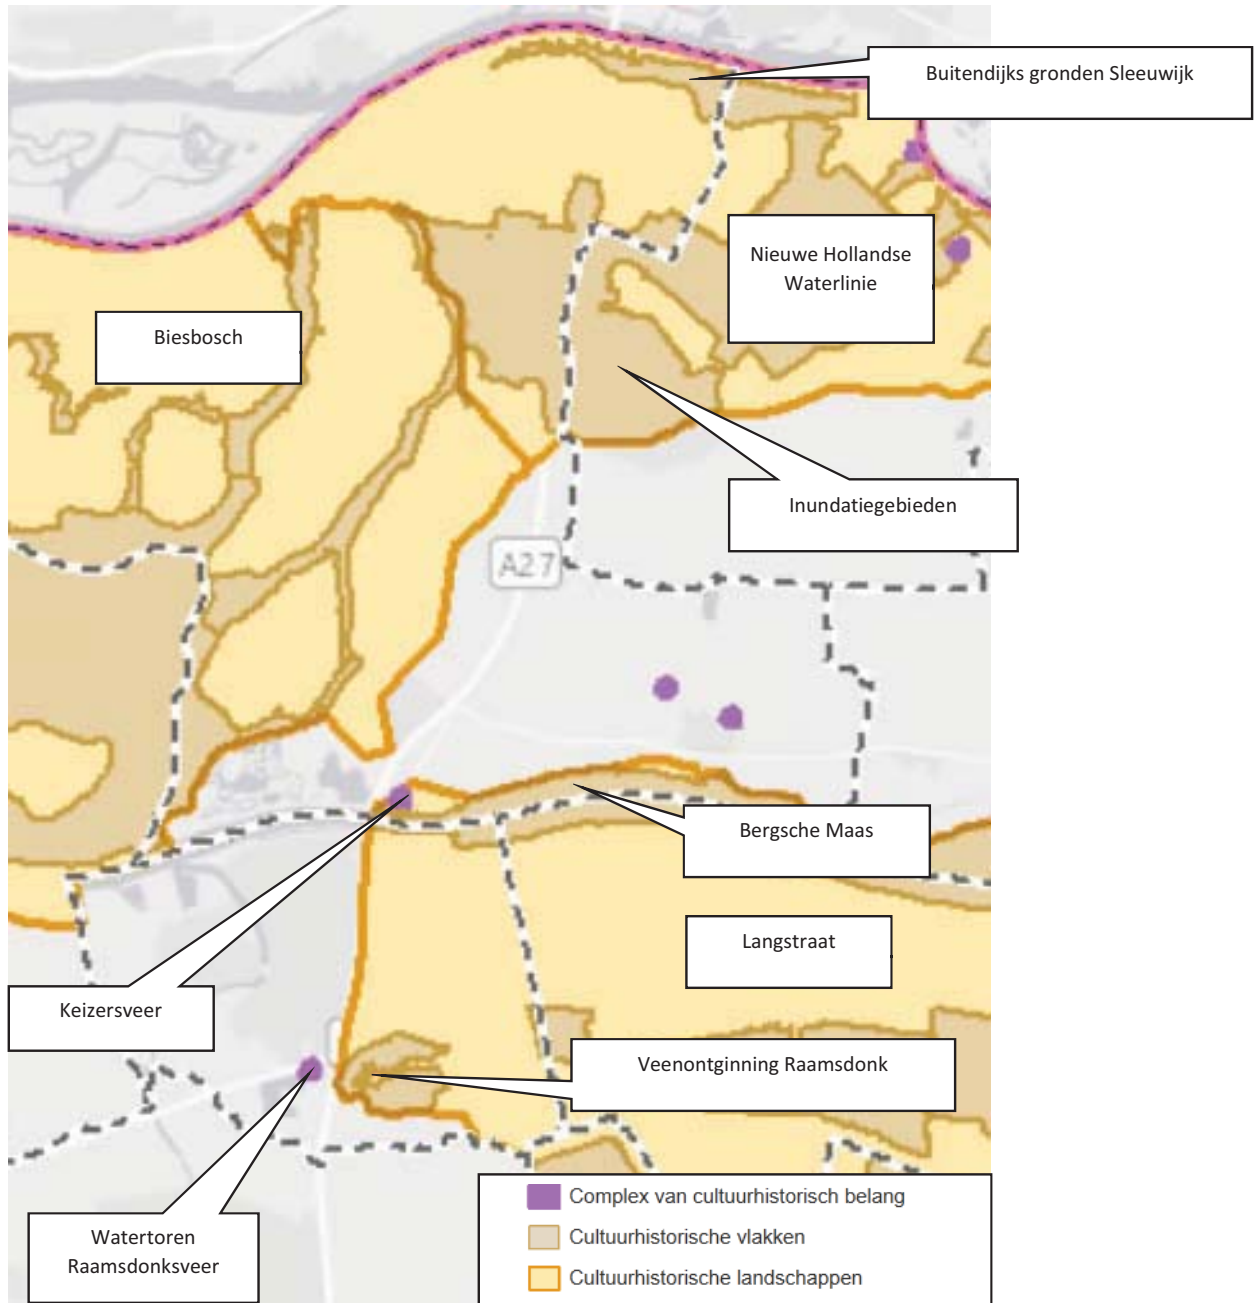 Buitendijks gronden Sleeuwijk
Nieuwe Hollandse
Waterlinie
Biesbosch
Inundatiegebieden
A27
Bergsche Maas
Langstraat
Keizersveer
Veenontginning Raamsdonk
Watertoren
Raamsdonksveer
Complex van cultuurhistorisch belang
Cultuurhistorische vlakken
Cultuurhistorische landschappen